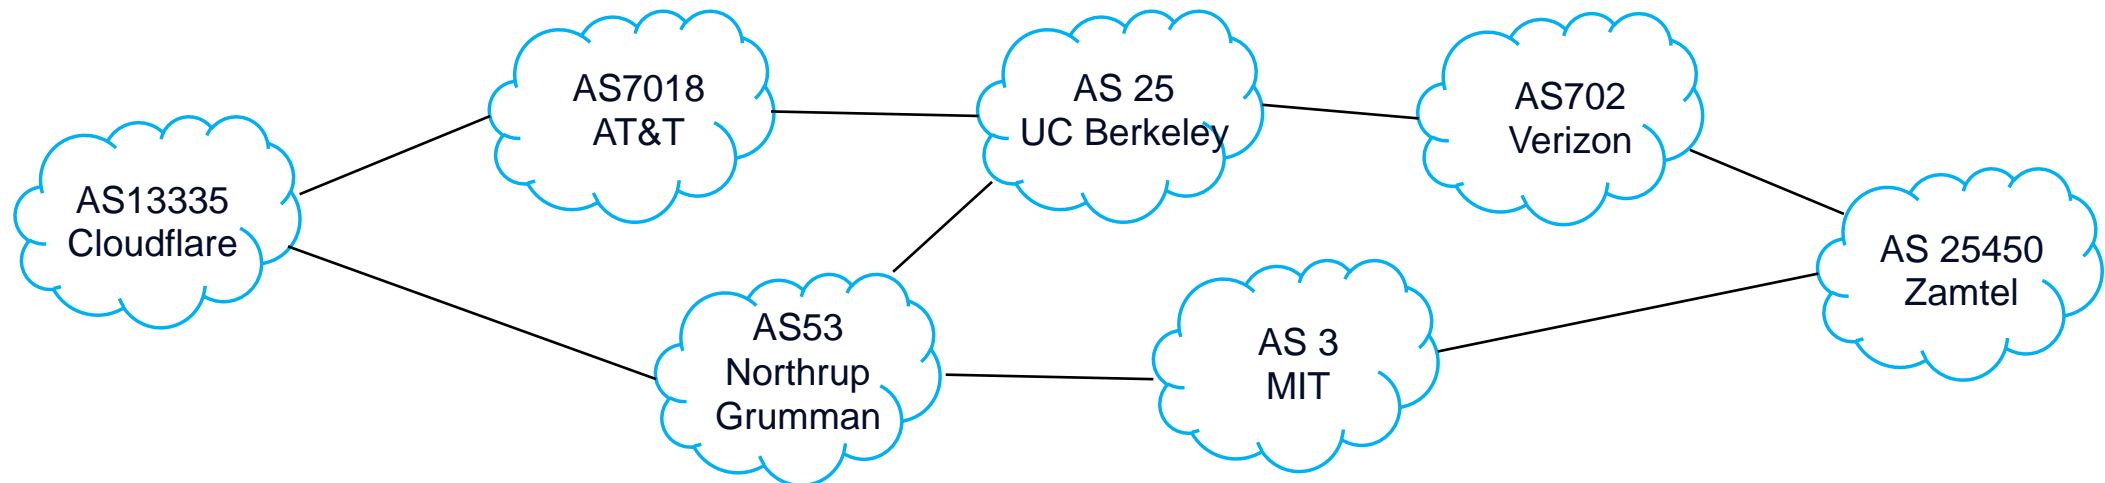 AS7018
AT&T
AS 25
UC Berkeley
AS702
Verizon
AS13335
Cloudflare
AS 25450
Zamtel
AS53
Northrup
Grumman
AS 3
MIT